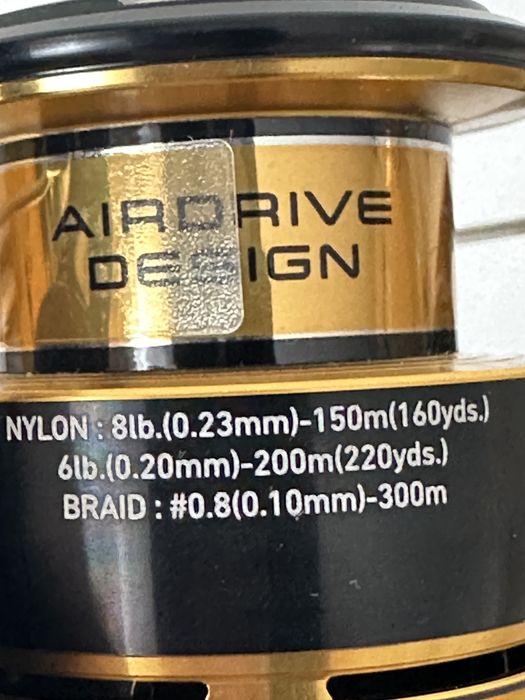 AIRDRIVE
DESIGN
NYLON : 8lb.(0.23mm)-150m(160yds.)
6lb.(0.20mm)-200m(220yds.)
BRAID : #0.8(0.10mm)-300m